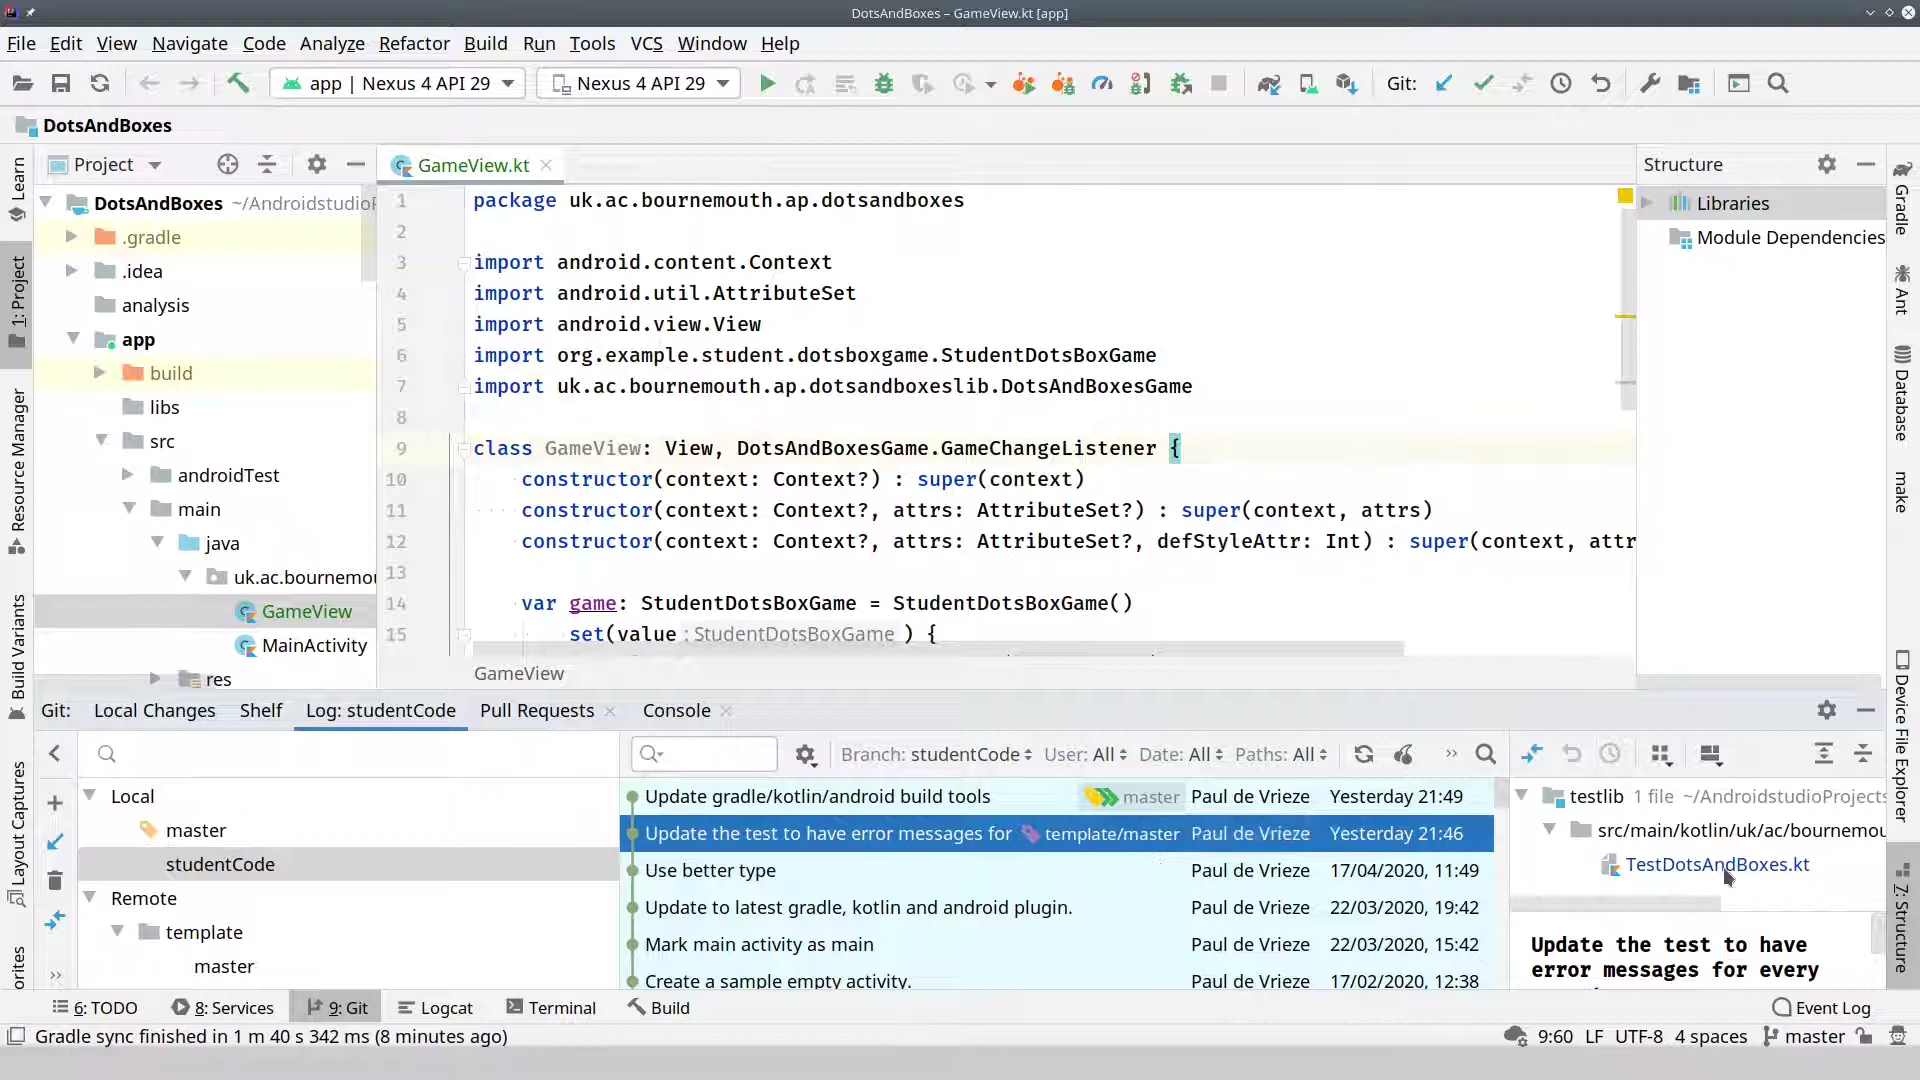 DotsAndBoxes – GameView.kt [app]
File Edit View Navigate Code Analyze Refactor Build Run Tools VCS Window Help
app | Nexus 4 API 29 Nexus 4 API 29 Git:
DotsAndBoxes
Learn
1: Project
Resource Manager
Build Variants
Layout Captures
orites
Project
DotsAndBoxes ~/Androidstudio
.gradle
.idea
analysis
app
build
libs
src
androidTest
main
java
uk.ac.bournemo
GameView
MainActivity
res
GameView.kt
1 package uk.ac.bournemouth.ap.dotsandboxes
2
3 import android.content.Context
4 import android.util.AttributeSet
5 import android.view.View
6 import org.example.student.dotsboxgame.StudentDotsBoxGame
7 import uk.ac.bournemouth.ap.dotsandboxeslib.DotsAndBoxesGame
8
9 class GameView: View, DotsAndBoxesGame.GameChangeListener {
10 constructor(context: Context?) : super(context)
11 constructor(context: Context?, attrs: AttributeSet?) : super(context, attrs)
12 constructor(context: Context?, attrs: AttributeSet?, defStyleAttr: Int) : super(context, attr
13
14 var game: StudentDotsBoxGame = StudentDotsBoxGame()
15 set(value : StudentDotsBoxGame ) {
GameView
Structure
Libraries
Module Dependencies
Gradle
Ant
Database
make
Device File Explorer
7: Structure
Git: Local Changes Shelf Log: studentCode Pull Requests Console
Branch: studentCode User: All Date: All Paths: All
Local
master
studentCode
Remote
template
master
Update gradle/kotlin/android build tools master Paul de Vrieze Yesterday 21:49
Update the test to have error messages for template/master Paul de Vrieze Yesterday 21:46
Use better type Paul de Vrieze 17/04/2020, 11:49
Update to latest gradle, kotlin and android plugin. Paul de Vrieze 22/03/2020, 19:42
Mark main activity as main Paul de Vrieze 22/03/2020, 15:42
Create a sample empty activity. Paul de Vrieze 17/02/2020, 12:38
testlib 1 file ~/AndroidstudioProjects
src/main/kotlin/uk/ac/bournemou
TestDotsAndBoxes.kt
Update the test to have
error messages for every
6: TODO 8: Services 9: Git Logcat Terminal Build Event Log
Gradle sync finished in 1 m 40 s 342 ms (8 minutes ago) 9:60 LF UTF-8 4 spaces master